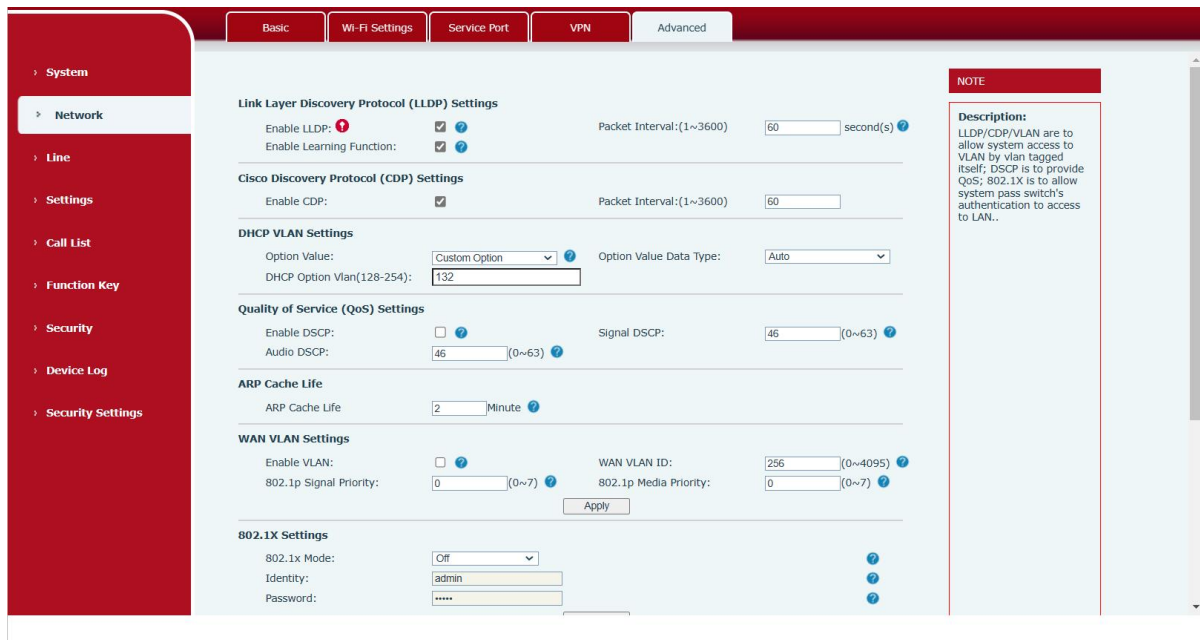 Basic
Wi-Fi Settings
Service Port
VPN
Advanced
› System
› Network
› Line
› Settings
› Call List
› Function Key
› Security
› Device Log
› Security Settings
Link Layer Discovery Protocol (LLDP) Settings
Enable LLDP: Packet Interval:(1~3600) 60 second(s)
Enable Learning Function:
Cisco Discovery Protocol (CDP) Settings
Enable CDP: Packet Interval:(1~3600) 60
DHCP VLAN Settings
Option Value: Custom Option Option Value Data Type: Auto
DHCP Option Vlan(128-254): 132
Quality of Service (QoS) Settings
Enable DSCP: Signal DSCP: 46 (0~63)
Audio DSCP: 46 (0~63)
ARP Cache Life
ARP Cache Life 2 Minute
WAN VLAN Settings
Enable VLAN: WAN VLAN ID: 256 (0~4095)
802.1p Signal Priority: 0 (0~7) 802.1p Media Priority: 0 (0~7)
Apply
802.1X Settings
802.1x Mode: Off
Identity: admin
Password: •••••
NOTE
Description:
LLDP/CDP/VLAN are to
allow system access to
VLAN by vlan tagged
itself; DSCP is to provide
QoS; 802.1X is to allow
system pass switch's
authentication to access
to LAN..